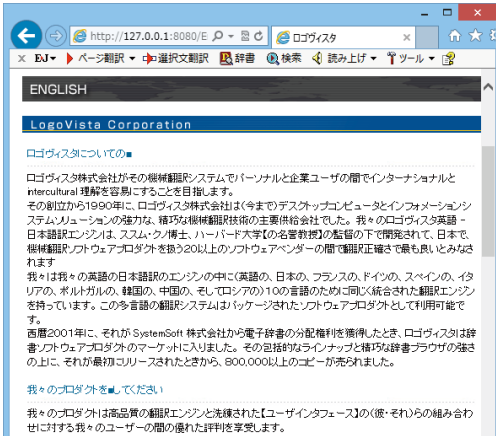 http://127.0.0.1:8080/E
ロゴヴィスタ
ページ翻訳 選択文翻訳 辞書 検索 読み上げ ツール
ENGLISH
LogoVista Corporation
ロゴヴィスタについての■
ロゴヴィスタ株式会社がその機械翻訳システムでパーソナルと企業ユーザの間でインターナショナルと
intercultural 理解を容易にすることを目指します。
その創立から1990年に、ロゴヴィスタ株式会社は(今まで)デスクトップコンピュータとインフォメーションシ
ステムソリューションの強力な、精巧な機械翻訳技術の主要供給会社でした。我々のロゴヴィスタ英語 -
日本語訳エンジンは、ススム・クノ博士、ハーバード大学【の名誉教授】の監督の下で開発されて、日本で、
機械翻訳ソフトウェアプロダクトを扱う20以上のソフトウェアベンダーの間で翻訳正確さで最も良いとみなさ
れます
我々は我々の英語の日本語訳のエンジンの中に(英語の、日本の、フランスの、ドイツの、スペインの、イタ
リアの、ポルトガルの、韓国の、中国の、そしてロシアの)10の言語のために同じく統合された翻訳エンジン
を持っています。この多言語の翻訳システムはパッケージされたソフトウェアプロダクトとして利用可能で
す。
西暦2001年に、それが SystemSoft 株式会社から電子辞書の分配権利を獲得したとき、ロゴヴィスタは辞
書ソフトウェアプロダクトのマーケットに入りました。その包括的なラインナップと精巧な辞書ブラウザの強さ
の上に、それが最初にリリースされたときから、800,000以上のコピーが売られました。
我々のプロダクトを■してください
我々のプロダクトは高品質の翻訳エンジンと洗練された【ユーザインタフェース】の(彼・それ)らの組み合わ
せに対する我々のユーザーの間の優れた評判を享受します。